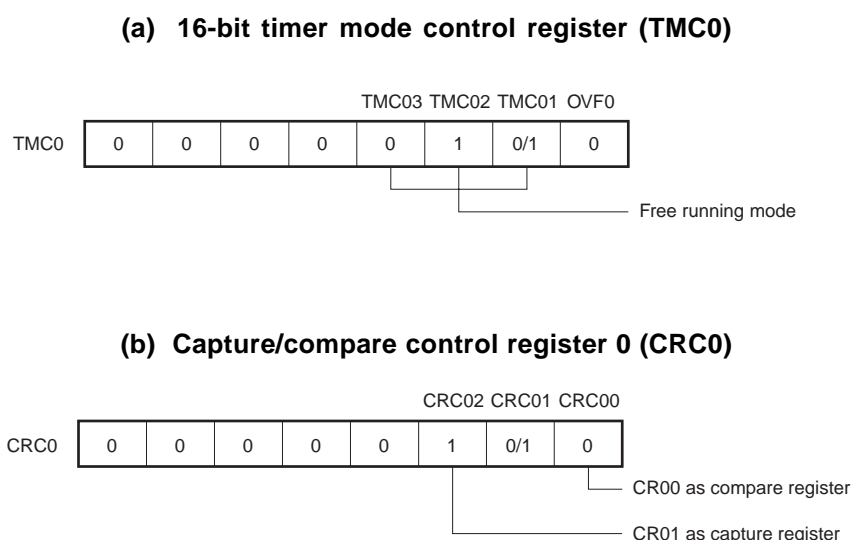 (a) 16-bit timer mode control register (TMC0)
TMC03 TMC02 TMC01 OVF0
TMC0 0 0 0 0 0 1 0/1 0
Free running mode
(b) Capture/compare control register 0 (CRC0)
CRC02 CRC01 CRC00
CRC0 0 0 0 0 0 1 0/1 0
CR00 as compare register
CR01 as capture register